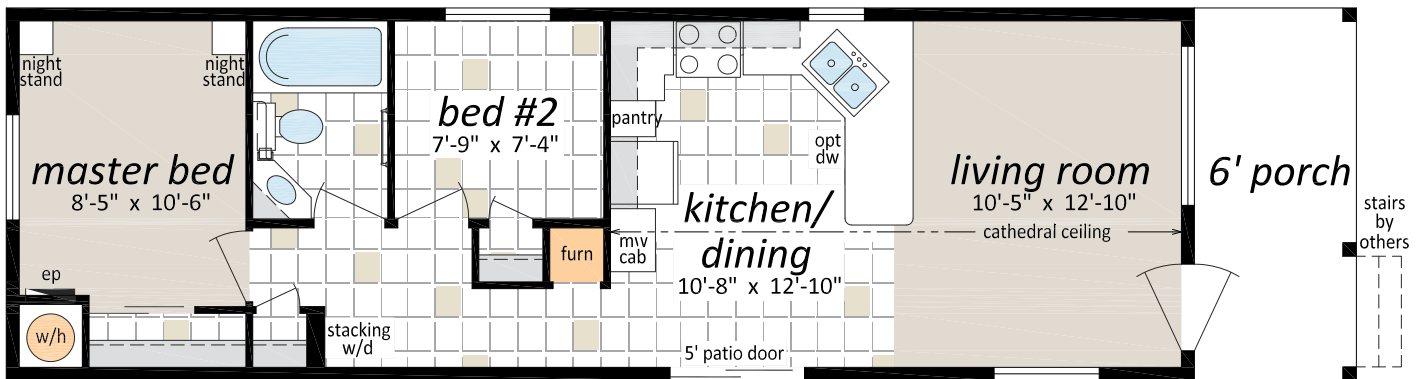 night
stand
night
stand
master bed
8'-5" x 10'-6"
ep
w/h
bed #2
7'-9" x 7'-4"
stacking
w/d
furn
pantry
mw
cab
kitchen/
dining
10'-8" x 12'-10"
5' patio door
opt
dw
living room
10'-5" x 12'-10"
cathedral ceiling
6' porch
stairs
by
others